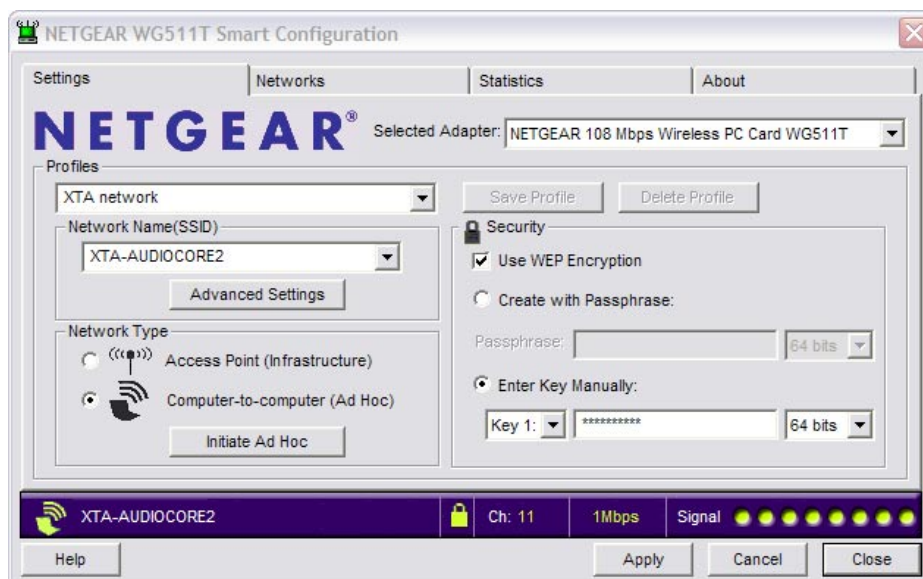 NETGEAR WG511T Smart Configuration
Settings Networks Statistics About
NETGEAR® Selected Adapter: NETGEAR 108 Mbps Wireless PC Card WG511T
Profiles
XTA network Save Profile Delete Profile
Network Name(SSID) Security
XTA-AUDIOCORE2 Use WEP Encryption
Advanced Settings Create with Passphrase:
Network Type Passphrase: 64 bits
Access Point (Infrastructure)
Computer-to-computer (Ad Hoc) Enter Key Manually:
Initiate Ad Hoc Key 1: ********** 64 bits
XTA-AUDIOCORE2 Ch: 11 1Mbps Signal
Help Apply Cancel Close